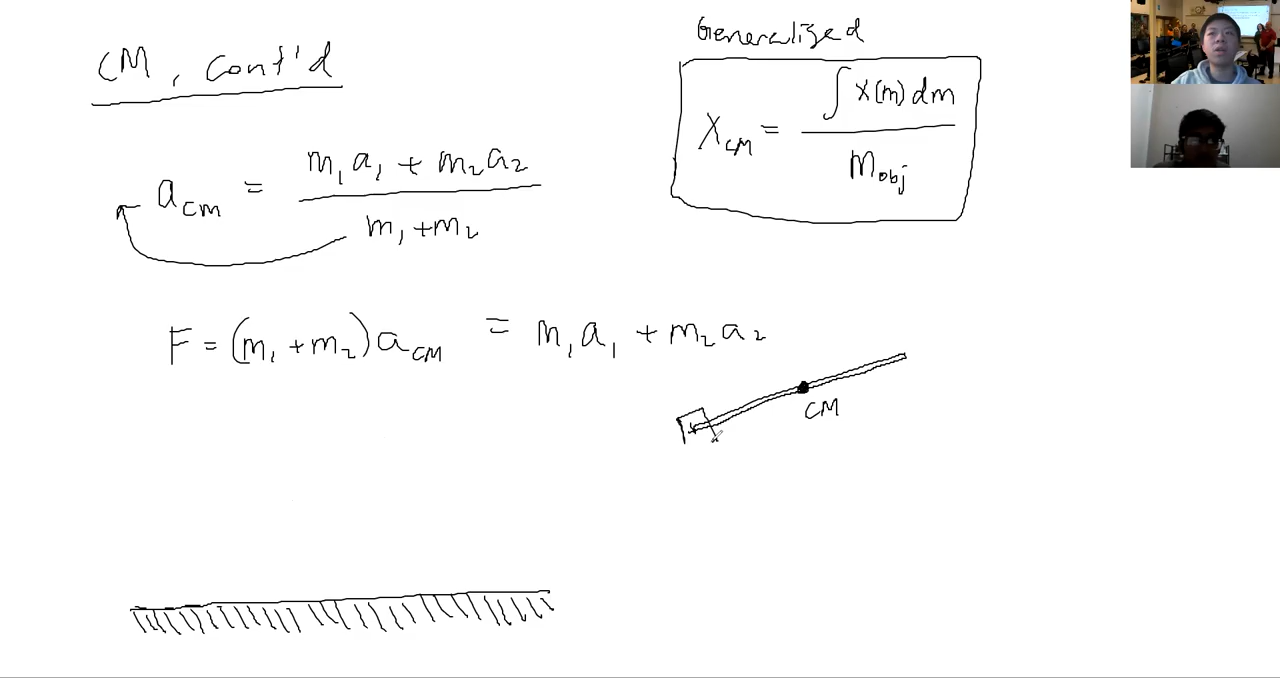 CM, cont'd
a_CM = (m₁a₁ + m₂a₂) / (m₁ + m₂)
Generalized
X_CM = ∫ x(m) dm / M_obj
F = (m₁ + m₂) a_CM = m₁a₁ + m₂a₂
CM